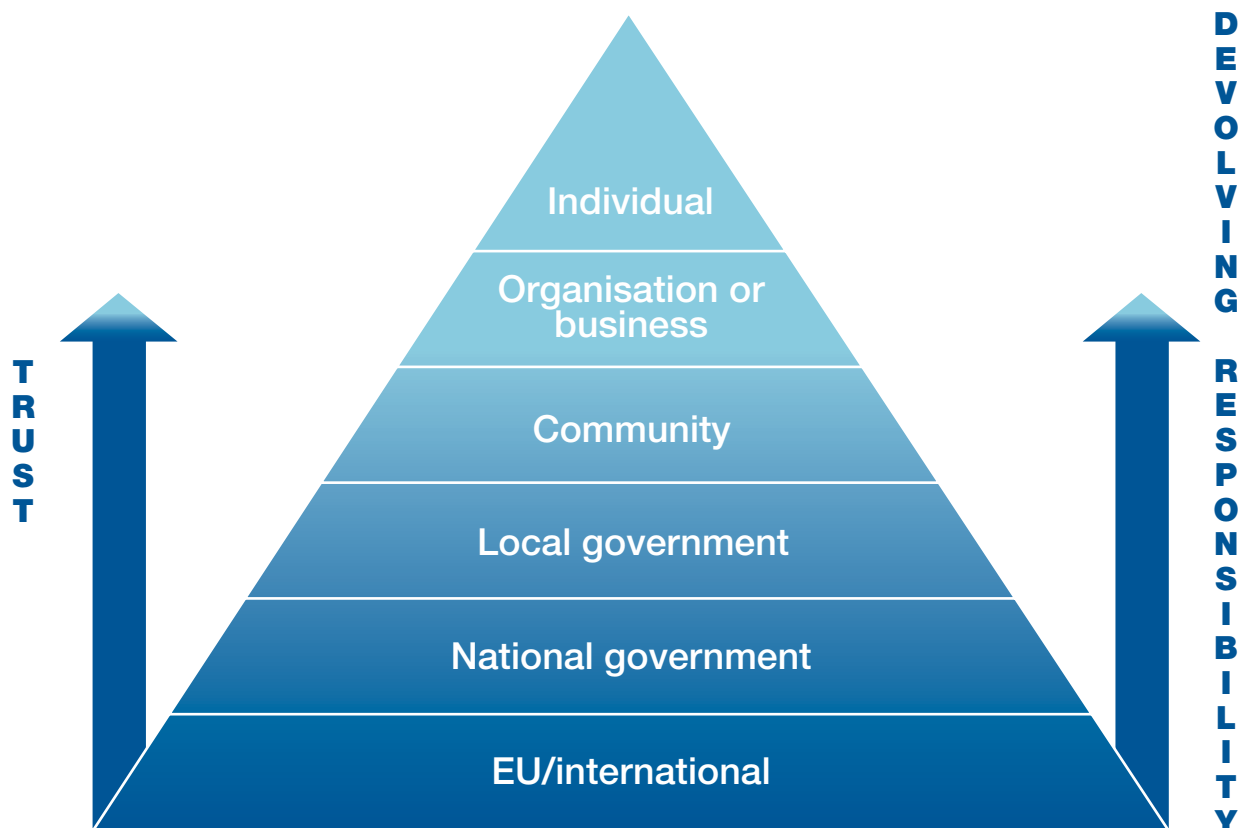 Individual
Organisation or
business
Community
Local government
National government
EU/international
TRUST
DEVOLVING RESPONSIBILITY